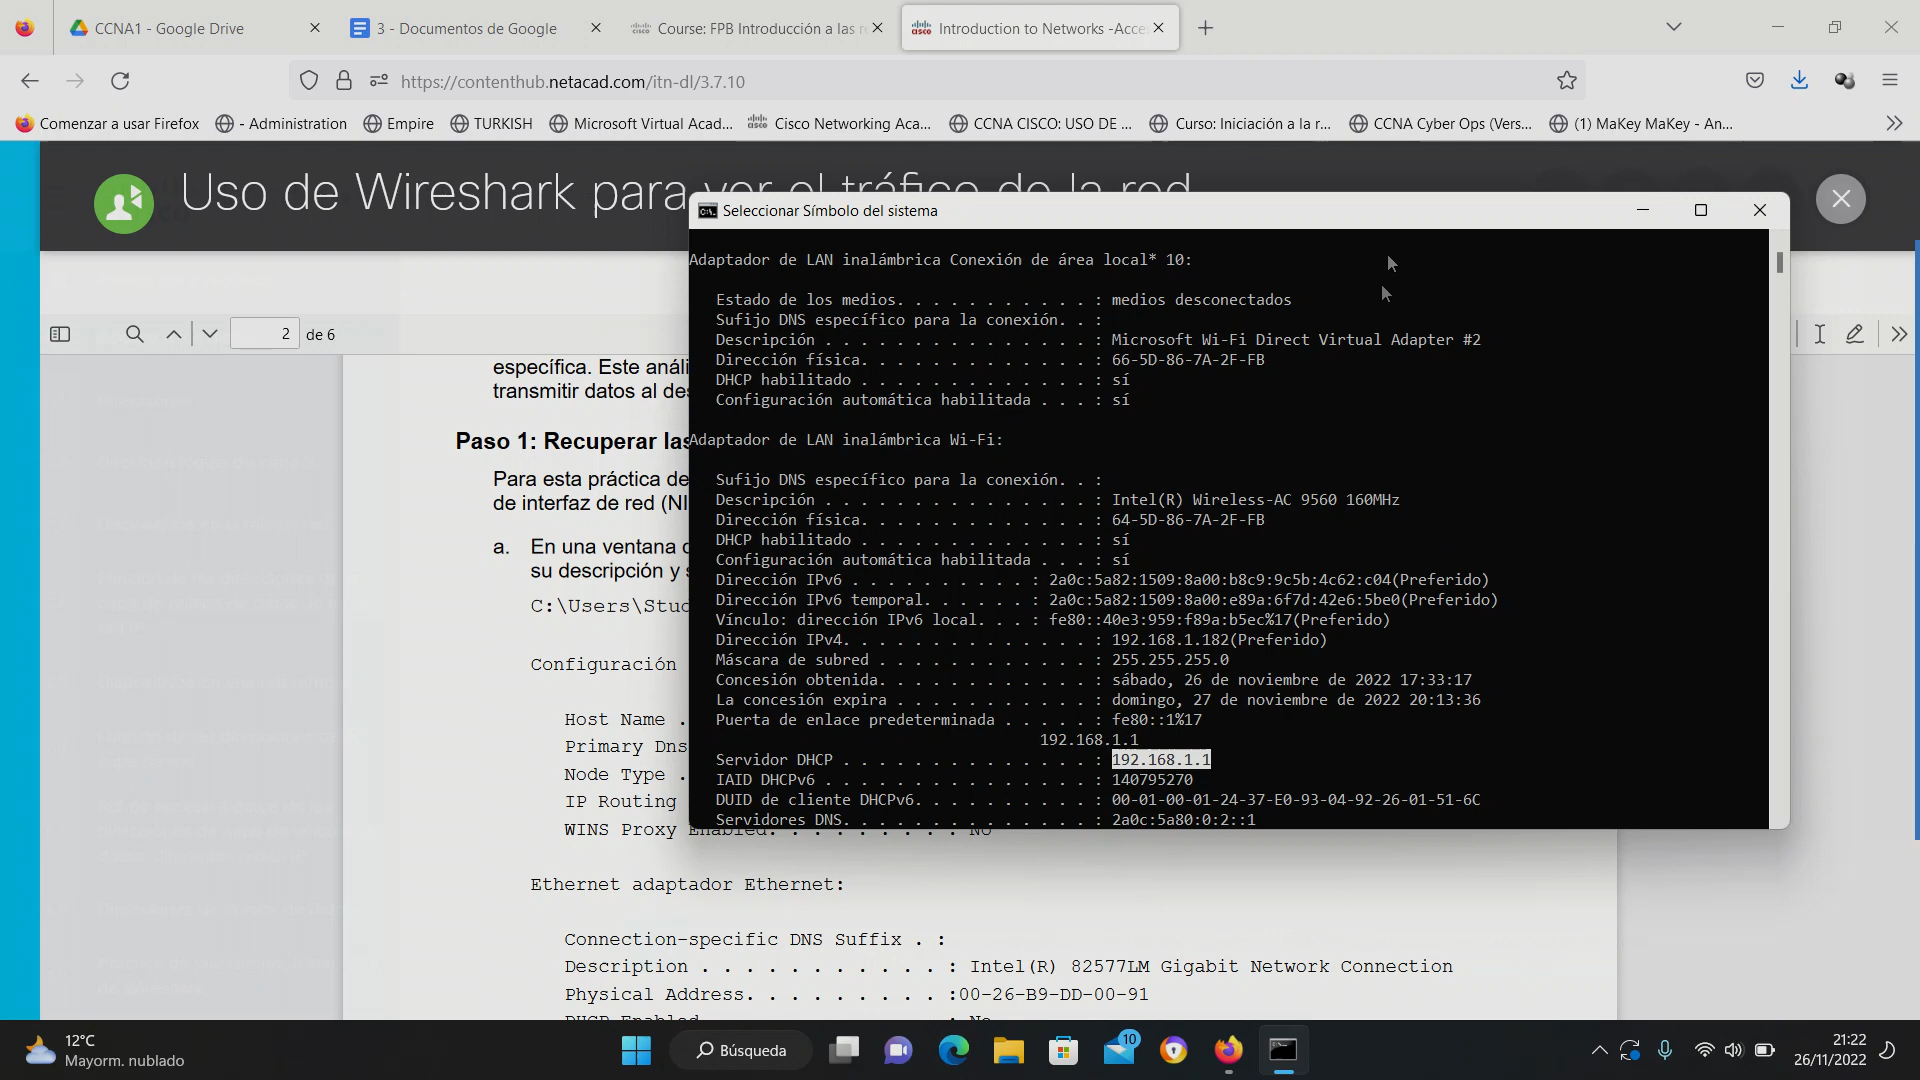 CCNA1 - Google Drive
3 - Documentos de Google
Course: FPB Introducción a las r
Introduction to Networks -Acce
https://contenthub.netacad.com/itn-dl/3.7.10
Comenzar a usar Firefox
- Administration
Empire
TURKISH
Microsoft Virtual Acad...
Cisco Networking Aca...
CCNA CISCO: USO DE ...
Curso: Iniciación a la r...
CCNA Cyber Ops (Vers...
(1) MaKey MaKey - An...
Uso de Wireshark para ver el tráfico de la red
2 de 6
específica. Este anál
transmitir datos al de
Paso 1: Recuperar las
Para esta práctica de
de interfaz de red (NI
a. En una ventana
su descripción y s
C:\Users\Stud
Configuración
Host Name .
Primary Dns
Node Type .
IP Routing
WINS Proxy Enabled. . . . . . . . : No
Ethernet adaptador Ethernet:
Connection-specific DNS Suffix . :
Description . . . . . . . . . . . : Intel(R) 82577LM Gigabit Network Connection
Physical Address. . . . . . . . . :00-26-B9-DD-00-91
DHCP Enabled. . . . . . . . . . . : No
Seleccionar Símbolo del sistema
Adaptador de LAN inalámbrica Conexión de área local* 10:
Estado de los medios. . . . . . . . . . . : medios desconectados
Sufijo DNS específico para la conexión. . :
Descripción . . . . . . . . . . . . . . . : Microsoft Wi-Fi Direct Virtual Adapter #2
Dirección física. . . . . . . . . . . . . : 66-5D-86-7A-2F-FB
DHCP habilitado . . . . . . . . . . . . . : sí
Configuración automática habilitada . . . : sí
Adaptador de LAN inalámbrica Wi-Fi:
Sufijo DNS específico para la conexión. . :
Descripción . . . . . . . . . . . . . . . : Intel(R) Wireless-AC 9560 160MHz
Dirección física. . . . . . . . . . . . . : 64-5D-86-7A-2F-FB
DHCP habilitado . . . . . . . . . . . . . : sí
Configuración automática habilitada . . . : sí
Dirección IPv6 . . . . . . . . . . : 2a0c:5a82:1509:8a00:b8c9:9c5b:4c62:c04(Preferido)
Dirección IPv6 temporal. . . . . . : 2a0c:5a82:1509:8a00:e89a:6f7d:42e6:5be0(Preferido)
Vínculo: dirección IPv6 local. . . : fe80::40e3:959:f89a:b5ec%17(Preferido)
Dirección IPv4. . . . . . . . . . . . . . : 192.168.1.182(Preferido)
Máscara de subred . . . . . . . . . . . . : 255.255.255.0
Concesión obtenida. . . . . . . . . . . . : sábado, 26 de noviembre de 2022 17:33:17
La concesión expira . . . . . . . . . . . : domingo, 27 de noviembre de 2022 20:13:36
Puerta de enlace predeterminada . . . . . : fe80::1%17
192.168.1.1
Servidor DHCP . . . . . . . . . . . . . . : 192.168.1.1
IAID DHCPv6 . . . . . . . . . . . . . . . : 140795270
DUID de cliente DHCPv6. . . . . . . . . . : 00-01-00-01-24-37-E0-93-04-92-26-01-51-6C
Servidores DNS. . . . . . . . . . . . . . : 2a0c:5a80:0:2::1
12°C
Mayorm. nublado
Búsqueda
10
21:22
26/11/2022